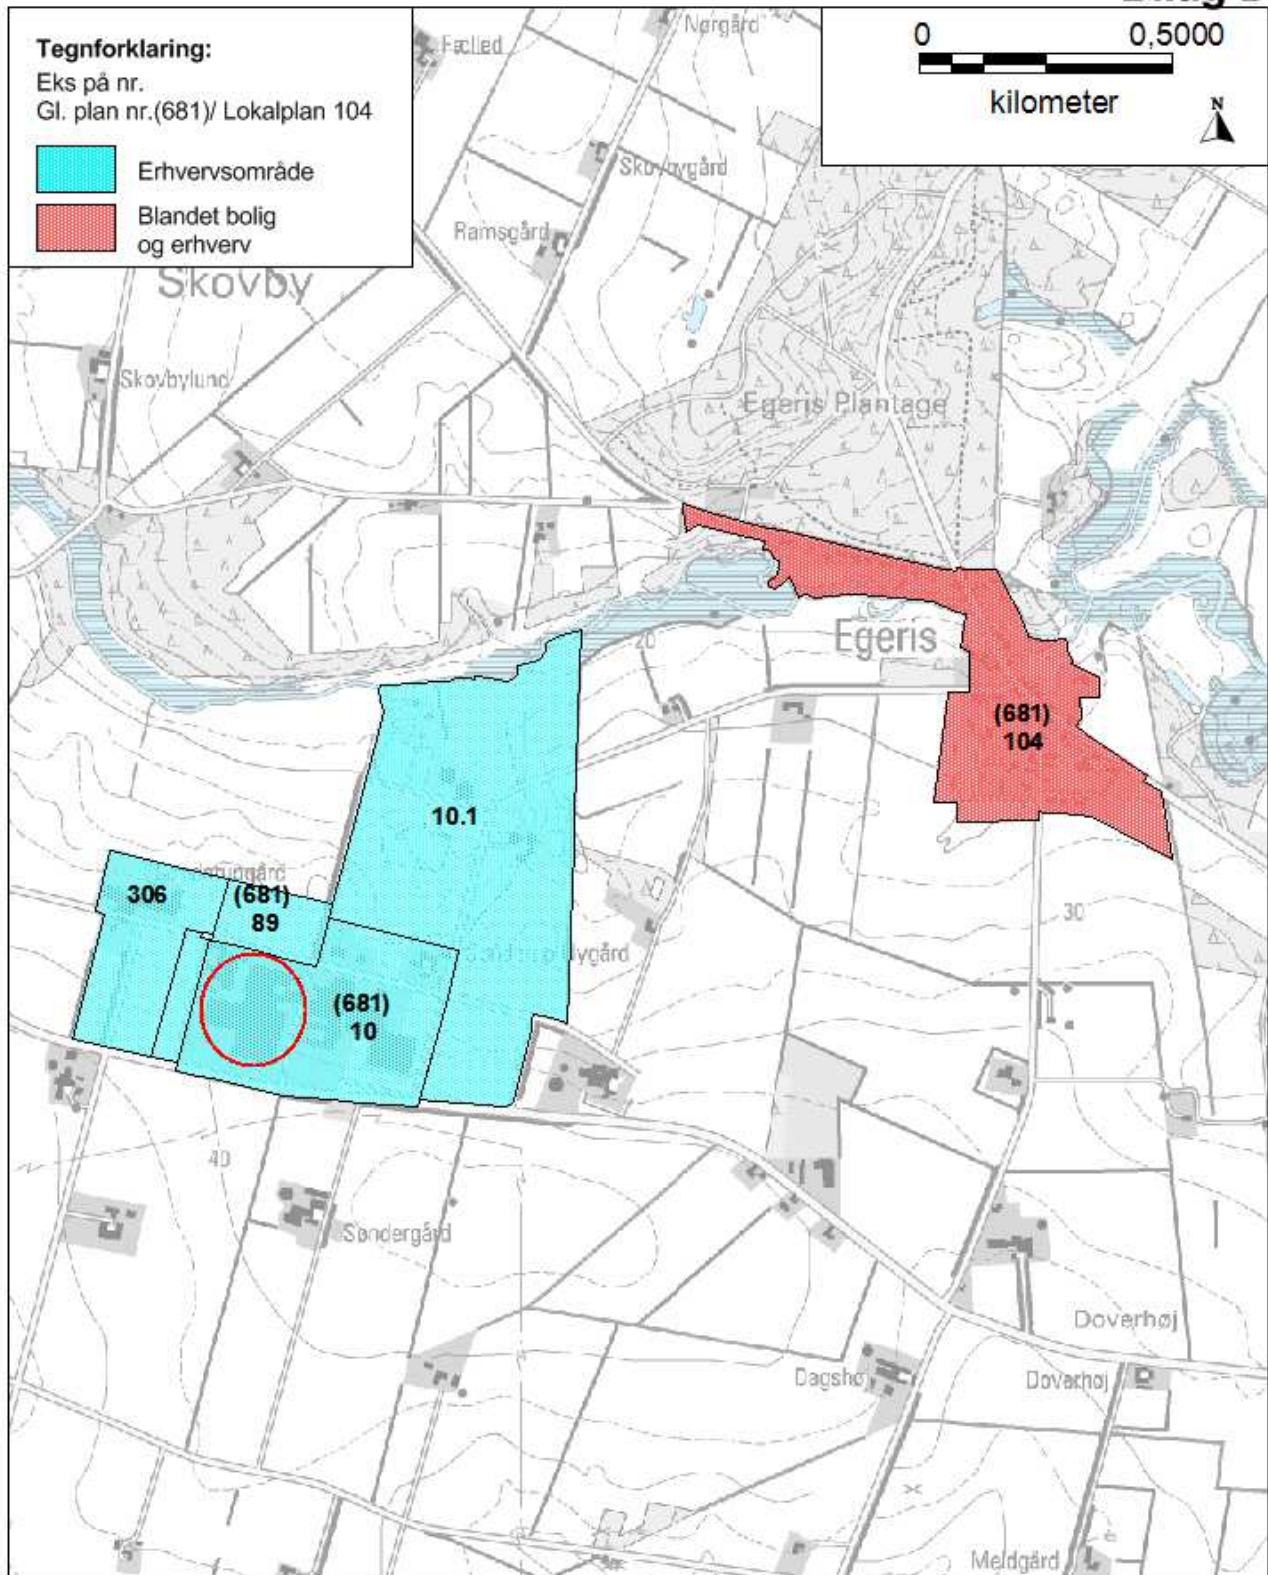 Tegnforklaring:
Eks på nr.
Gl. plan nr.(681)/ Lokalplan 104
Erhvervsområde
Blandet bolig
og erhverv
0 0,5000
kilometer
N
Fælled
Nørgård
Skovbygård
Ramsgård
Skovby
Skovbylund
Egeris Plantage
20
Egeris
(681)
104
10.1
306
(681)
89
30
(681)
10
40
Søndergård
Doverhøj
Dagshø
Doverhøj
Meldgård